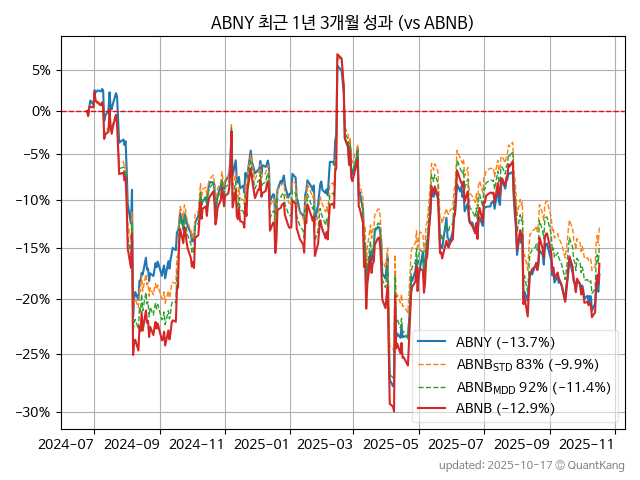 ABNY 최근 1년 3개월 성과 (vs ABNB)
5%
0%
−5%
−10%
−15%
−20%
−25%
−30%
ABNY (−13.7%)
ABNB_STD 83% (−9.9%)
ABNB_MDD 92% (−11.4%)
ABNB (−12.9%)
2024-07 2024-09 2024-11 2025-01 2025-03 2025-05 2025-07 2025-09 2025-11
updated: 2025-10-17 © QuantKang